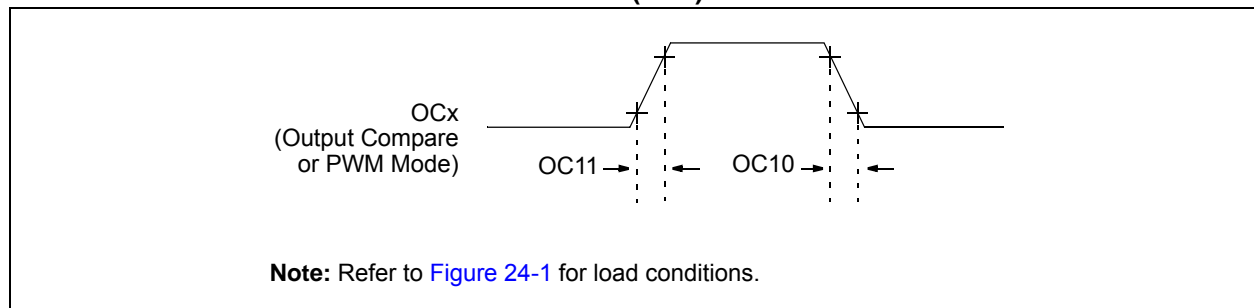 OCx
(Output Compare
or PWM Mode)
OC11
OC10
Note: Refer to Figure 24-1 for load conditions.